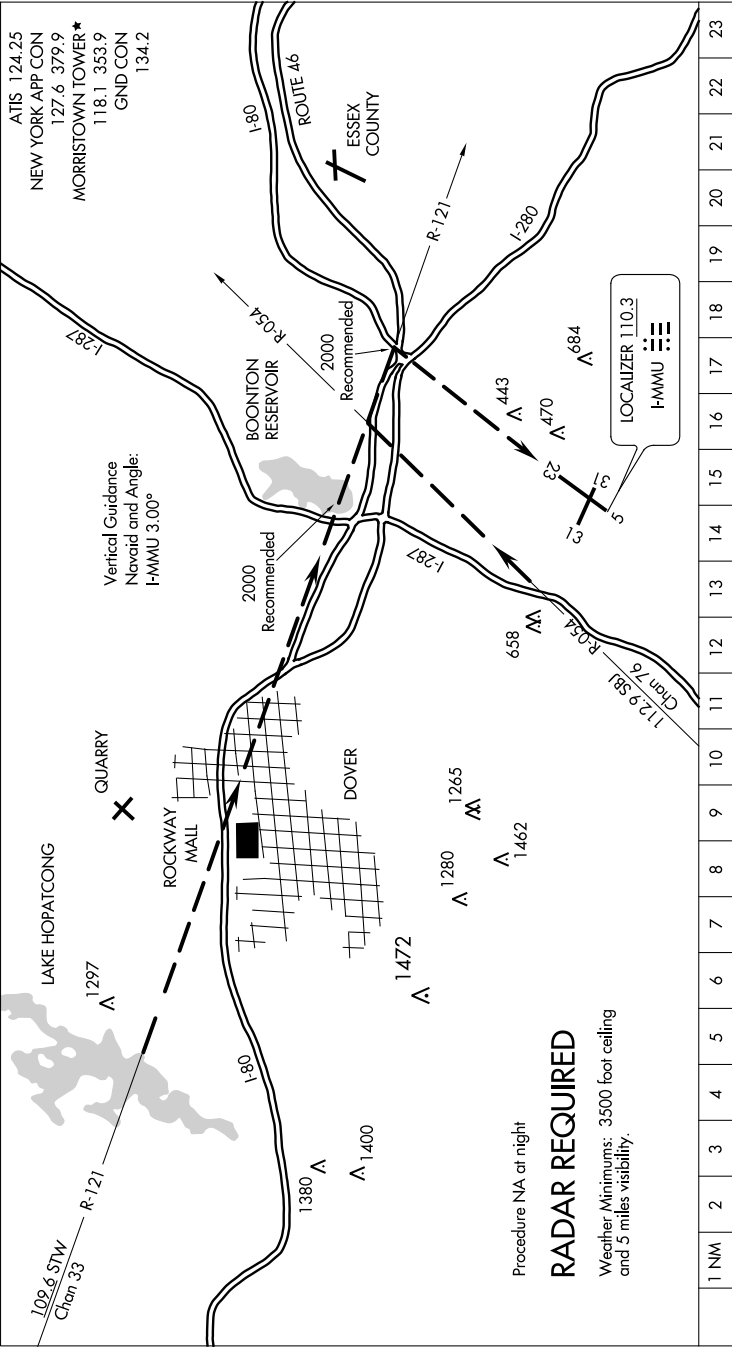 ATIS 124.25
NEW YORK APP CON
127.6 379.9
MORRISTOWN TOWER★
118.1 353.9
GND CON
134.2
I-80
ROUTE 46
ESSEX
COUNTY
R-121
I-280
I-287
R-054
2000
Recommended
BOONTON
RESERVOIR
684
443
470
LOCALIZER 110.3
I-MMU
23
31
13
5
Vertical Guidance
Navaid and Angle:
I-MMU 3.00°
2000
Recommended
I-287
658
R-054
112.9 SBJ
Chan 76
QUARRY
ROCKWAY
MALL
DOVER
1265
1462
1280
LAKE HOPATCONG
1297
1472
I-80
1380
1400
109.6 STW
Chan 33
R-121
Procedure NA at night
RADAR REQUIRED
Weather Minimums: 3500 foot ceiling
and 5 miles visibility.
1 NM 2 3 4 5 6 7 8 9 10 11 12 13 14 15 16 17 18 19 20 21 22 23